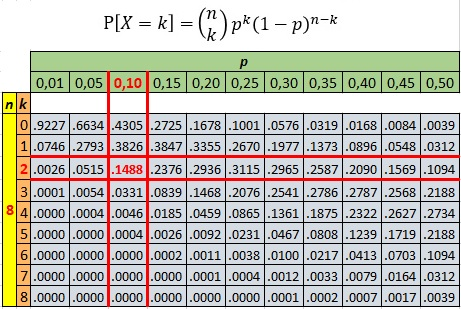 P[X = k] = (n k) p^k (1 − p)^{n−k}
p
0,01 0,05 0,10 0,15 0,20 0,25 0,30 0,35 0,40 0,45 0,50
n k
0 .9227 .6634 .4305 .2725 .1678 .1001 .0576 .0319 .0168 .0084 .0039
1 .0746 .2793 .3826 .3847 .3355 .2670 .1977 .1373 .0896 .0548 .0312
2 .0026 .0515 .1488 .2376 .2936 .3115 .2965 .2587 .2090 .1569 .1094
3 .0001 .0054 .0331 .0839 .1468 .2076 .2541 .2786 .2787 .2568 .2188
8 4 .0000 .0004 .0046 .0185 .0459 .0865 .1361 .1875 .2322 .2627 .2734
5 .0000 .0000 .0004 .0026 .0092 .0231 .0467 .0808 .1239 .1719 .2188
6 .0000 .0000 .0000 .0002 .0011 .0038 .0100 .0217 .0413 .0703 .1094
7 .0000 .0000 .0000 .0000 .0001 .0004 .0012 .0033 .0079 .0164 .0312
8 .0000 .0000 .0000 .0000 .0000 .0000 .0001 .0002 .0007 .0017 .0039